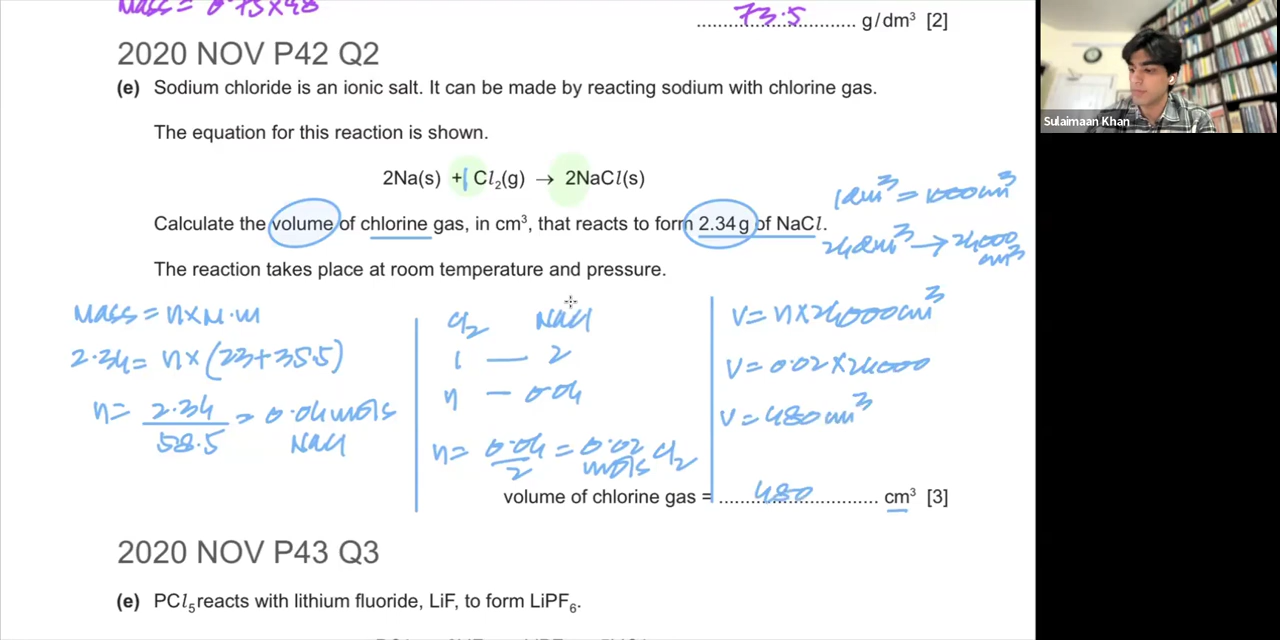 Mass = 0.75x98
73.5 g/dm³ [2]
2020 NOV P42 Q2
(e) Sodium chloride is an ionic salt. It can be made by reacting sodium with chlorine gas.
The equation for this reaction is shown.
2Na(s) +1 Cl₂(g) → 2NaCl(s)
1dm³ = 1000cm³
Calculate the volume of chlorine gas, in cm³, that reacts to form 2.34 g of NaCl.
24dm³ → 24000 cm³
The reaction takes place at room temperature and pressure.
Mass = n x M.M
2.34 = n x (23+35.5)
n = 2.34/58.5 = 0.04 mols NaCl
Cl₂ NaCl
1 — 2
n — 0.04
n = 0.04/2 = 0.02 mols Cl₂
V = n x 24000cm³
V = 0.02 x 24000
V = 480cm³
volume of chlorine gas = 480 cm³ [3]
2020 NOV P43 Q3
(e) PCl₅ reacts with lithium fluoride, LiF, to form LiPF₆.
Sulaimaan Khan